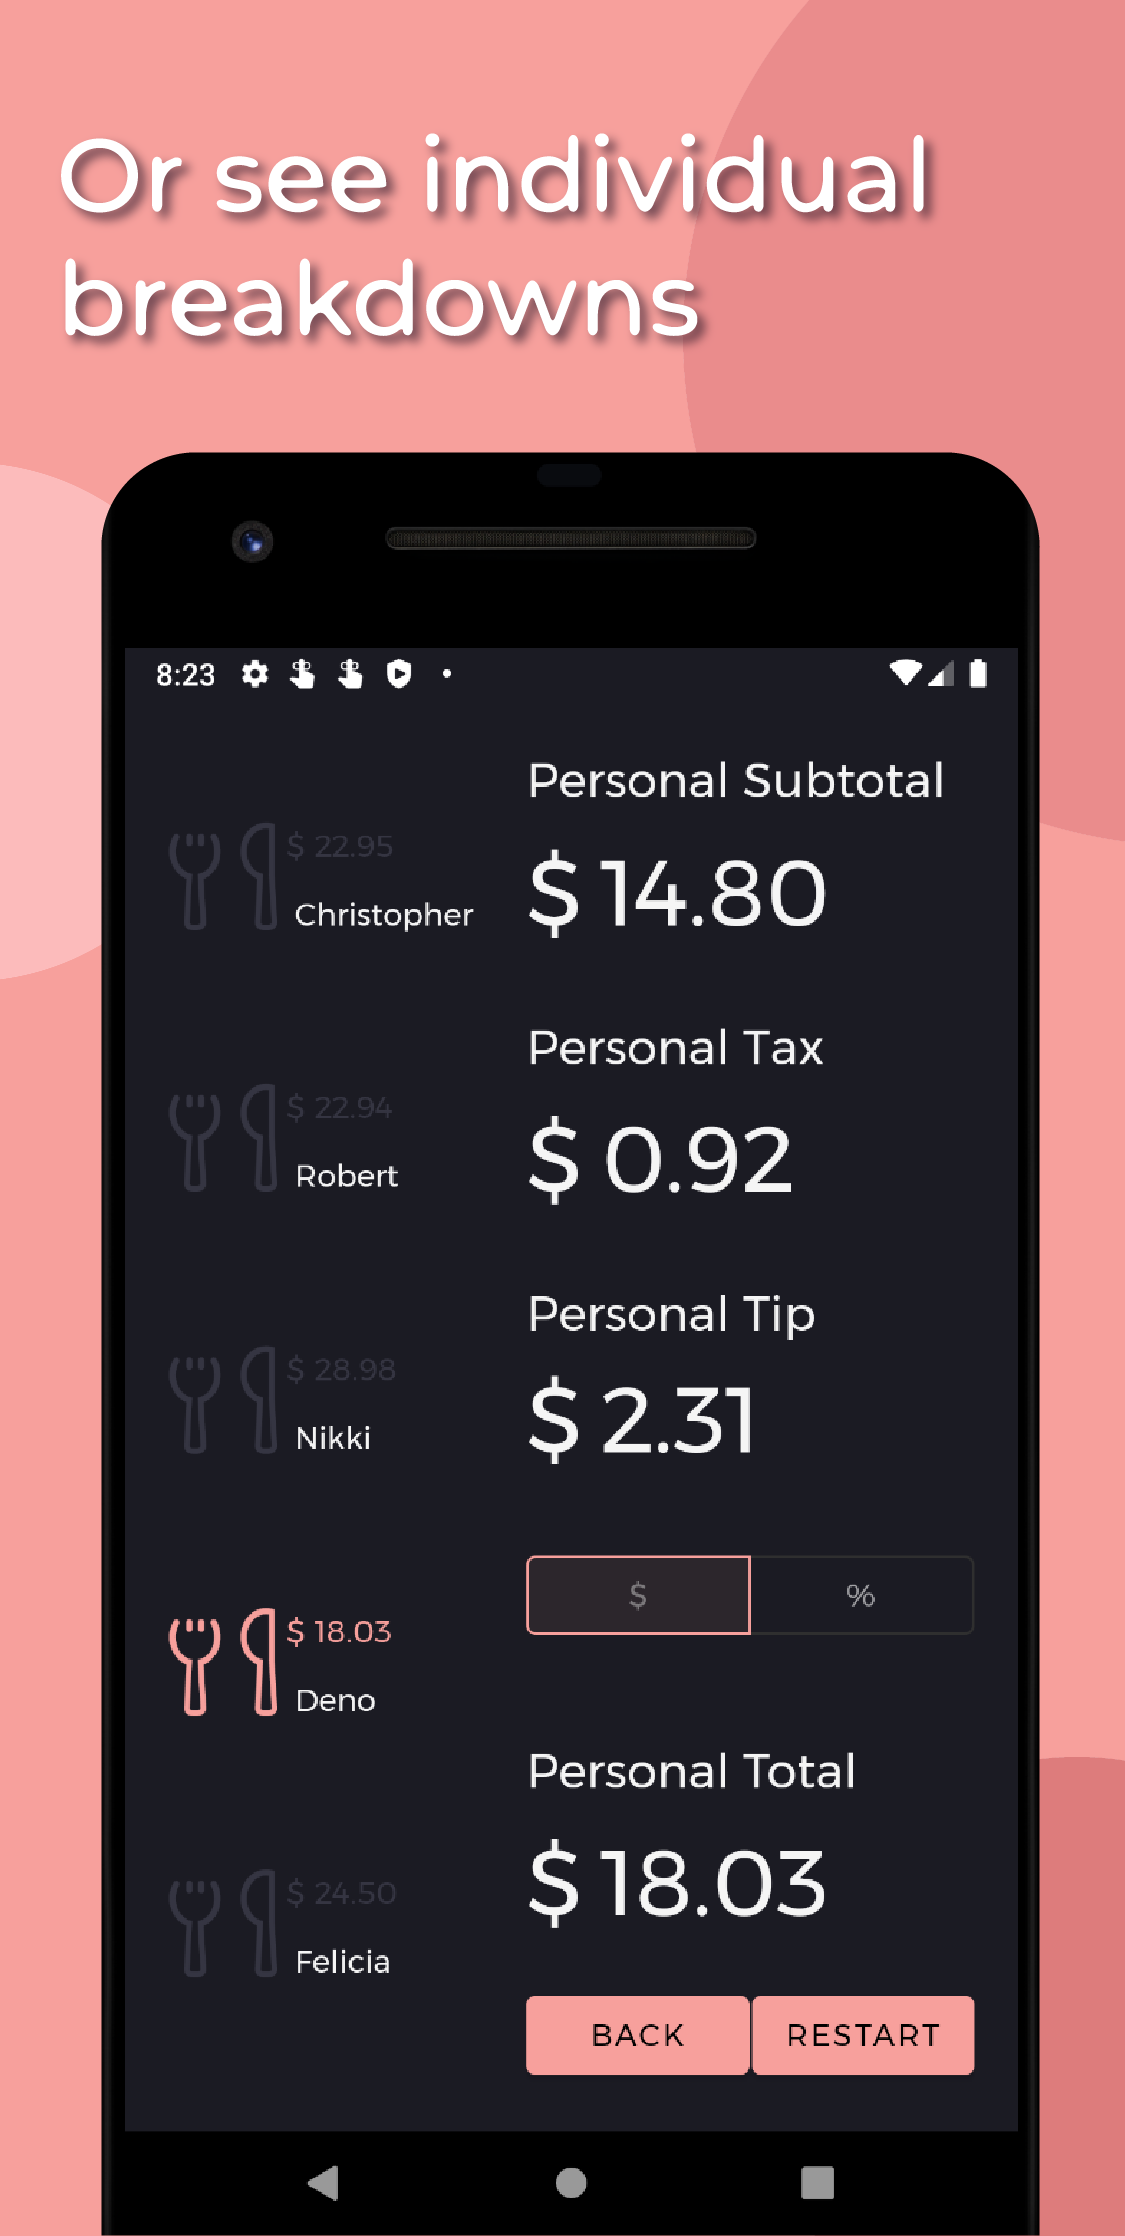 Or see individual
breakdowns
8:23
$ 22.95
Christopher
$ 22.94
Robert
$ 28.98
Nikki
$ 18.03
Deno
$ 24.50
Felicia
Personal Subtotal
$ 14.80
Personal Tax
$ 0.92
Personal Tip
$ 2.31
$ %
Personal Total
$ 18.03
BACK RESTART